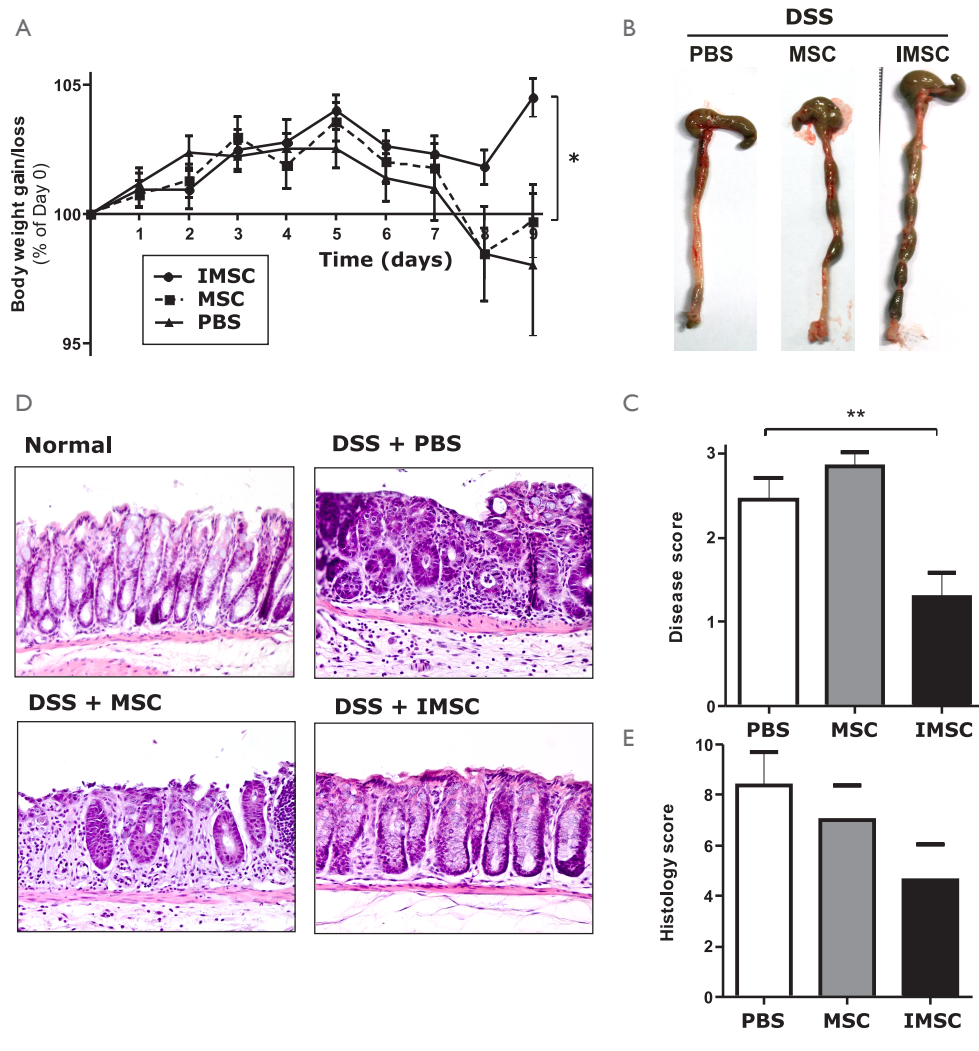 A
105
100
95
Body weight gain/loss
(% of Day 0)
1 2 3 4 5 6 7 8 9
Time (days)
IMSC
MSC
PBS
*
B
DSS
PBS MSC IMSC
D
Normal
DSS + PBS
DSS + MSC
DSS + IMSC
C
**
3
2
1
0
Disease score
PBS MSC IMSC
E
10
8
6
4
2
0
Histology score
PBS MSC IMSC